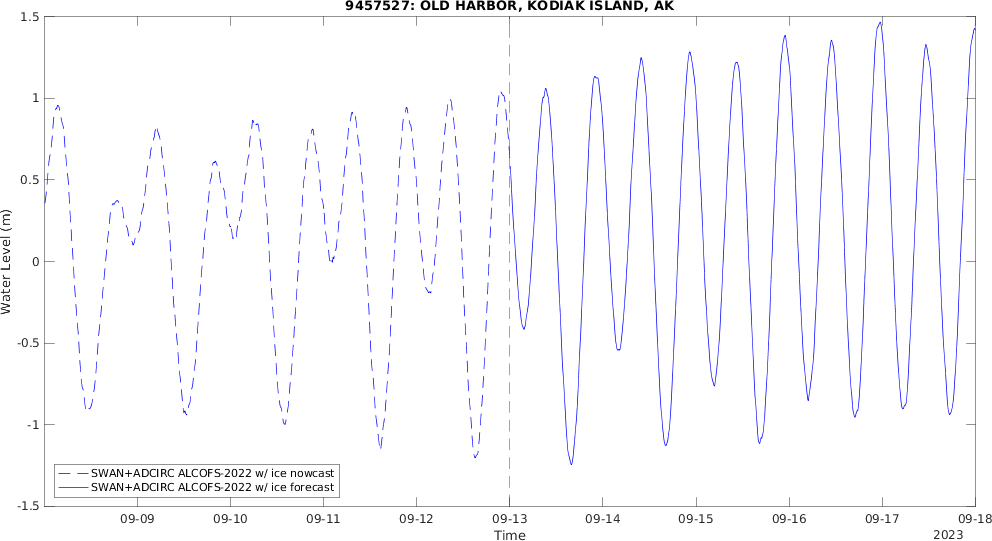 9457527: OLD HARBOR, KODIAK ISLAND, AK
1.5
1
0.5
0
-0.5
-1
-1.5
Water Level (m)
SWAN+ADCIRC ALCOFS-2022 w/ ice nowcast
SWAN+ADCIRC ALCOFS-2022 w/ ice forecast
09-09 09-10 09-11 09-12 09-13 09-14 09-15 09-16 09-17 09-18
Time
2023